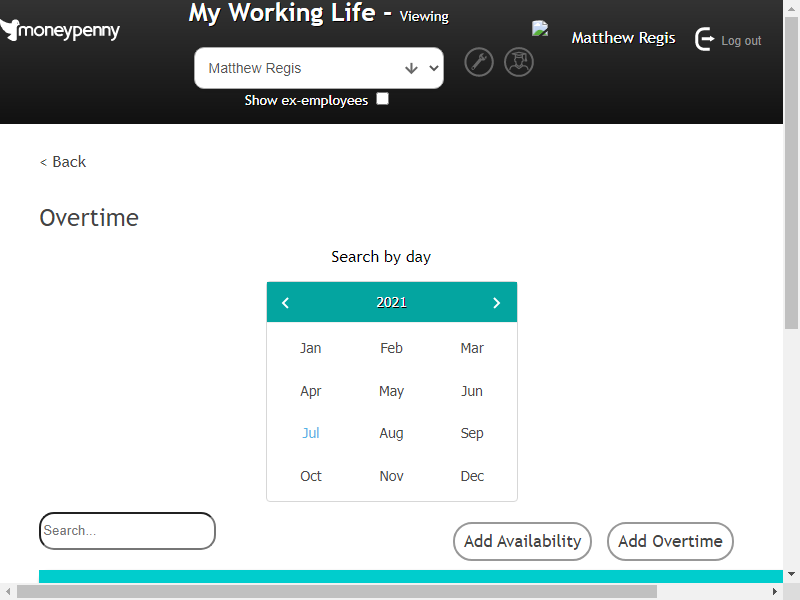 moneypenny
My Working Life - Viewing
Matthew Regis
Log out
Matthew Regis
Show ex-employees
< Back
Overtime
Search by day
2021
Jan Feb Mar
Apr May Jun
Jul Aug Sep
Oct Nov Dec
Search...
Add Availability
Add Overtime